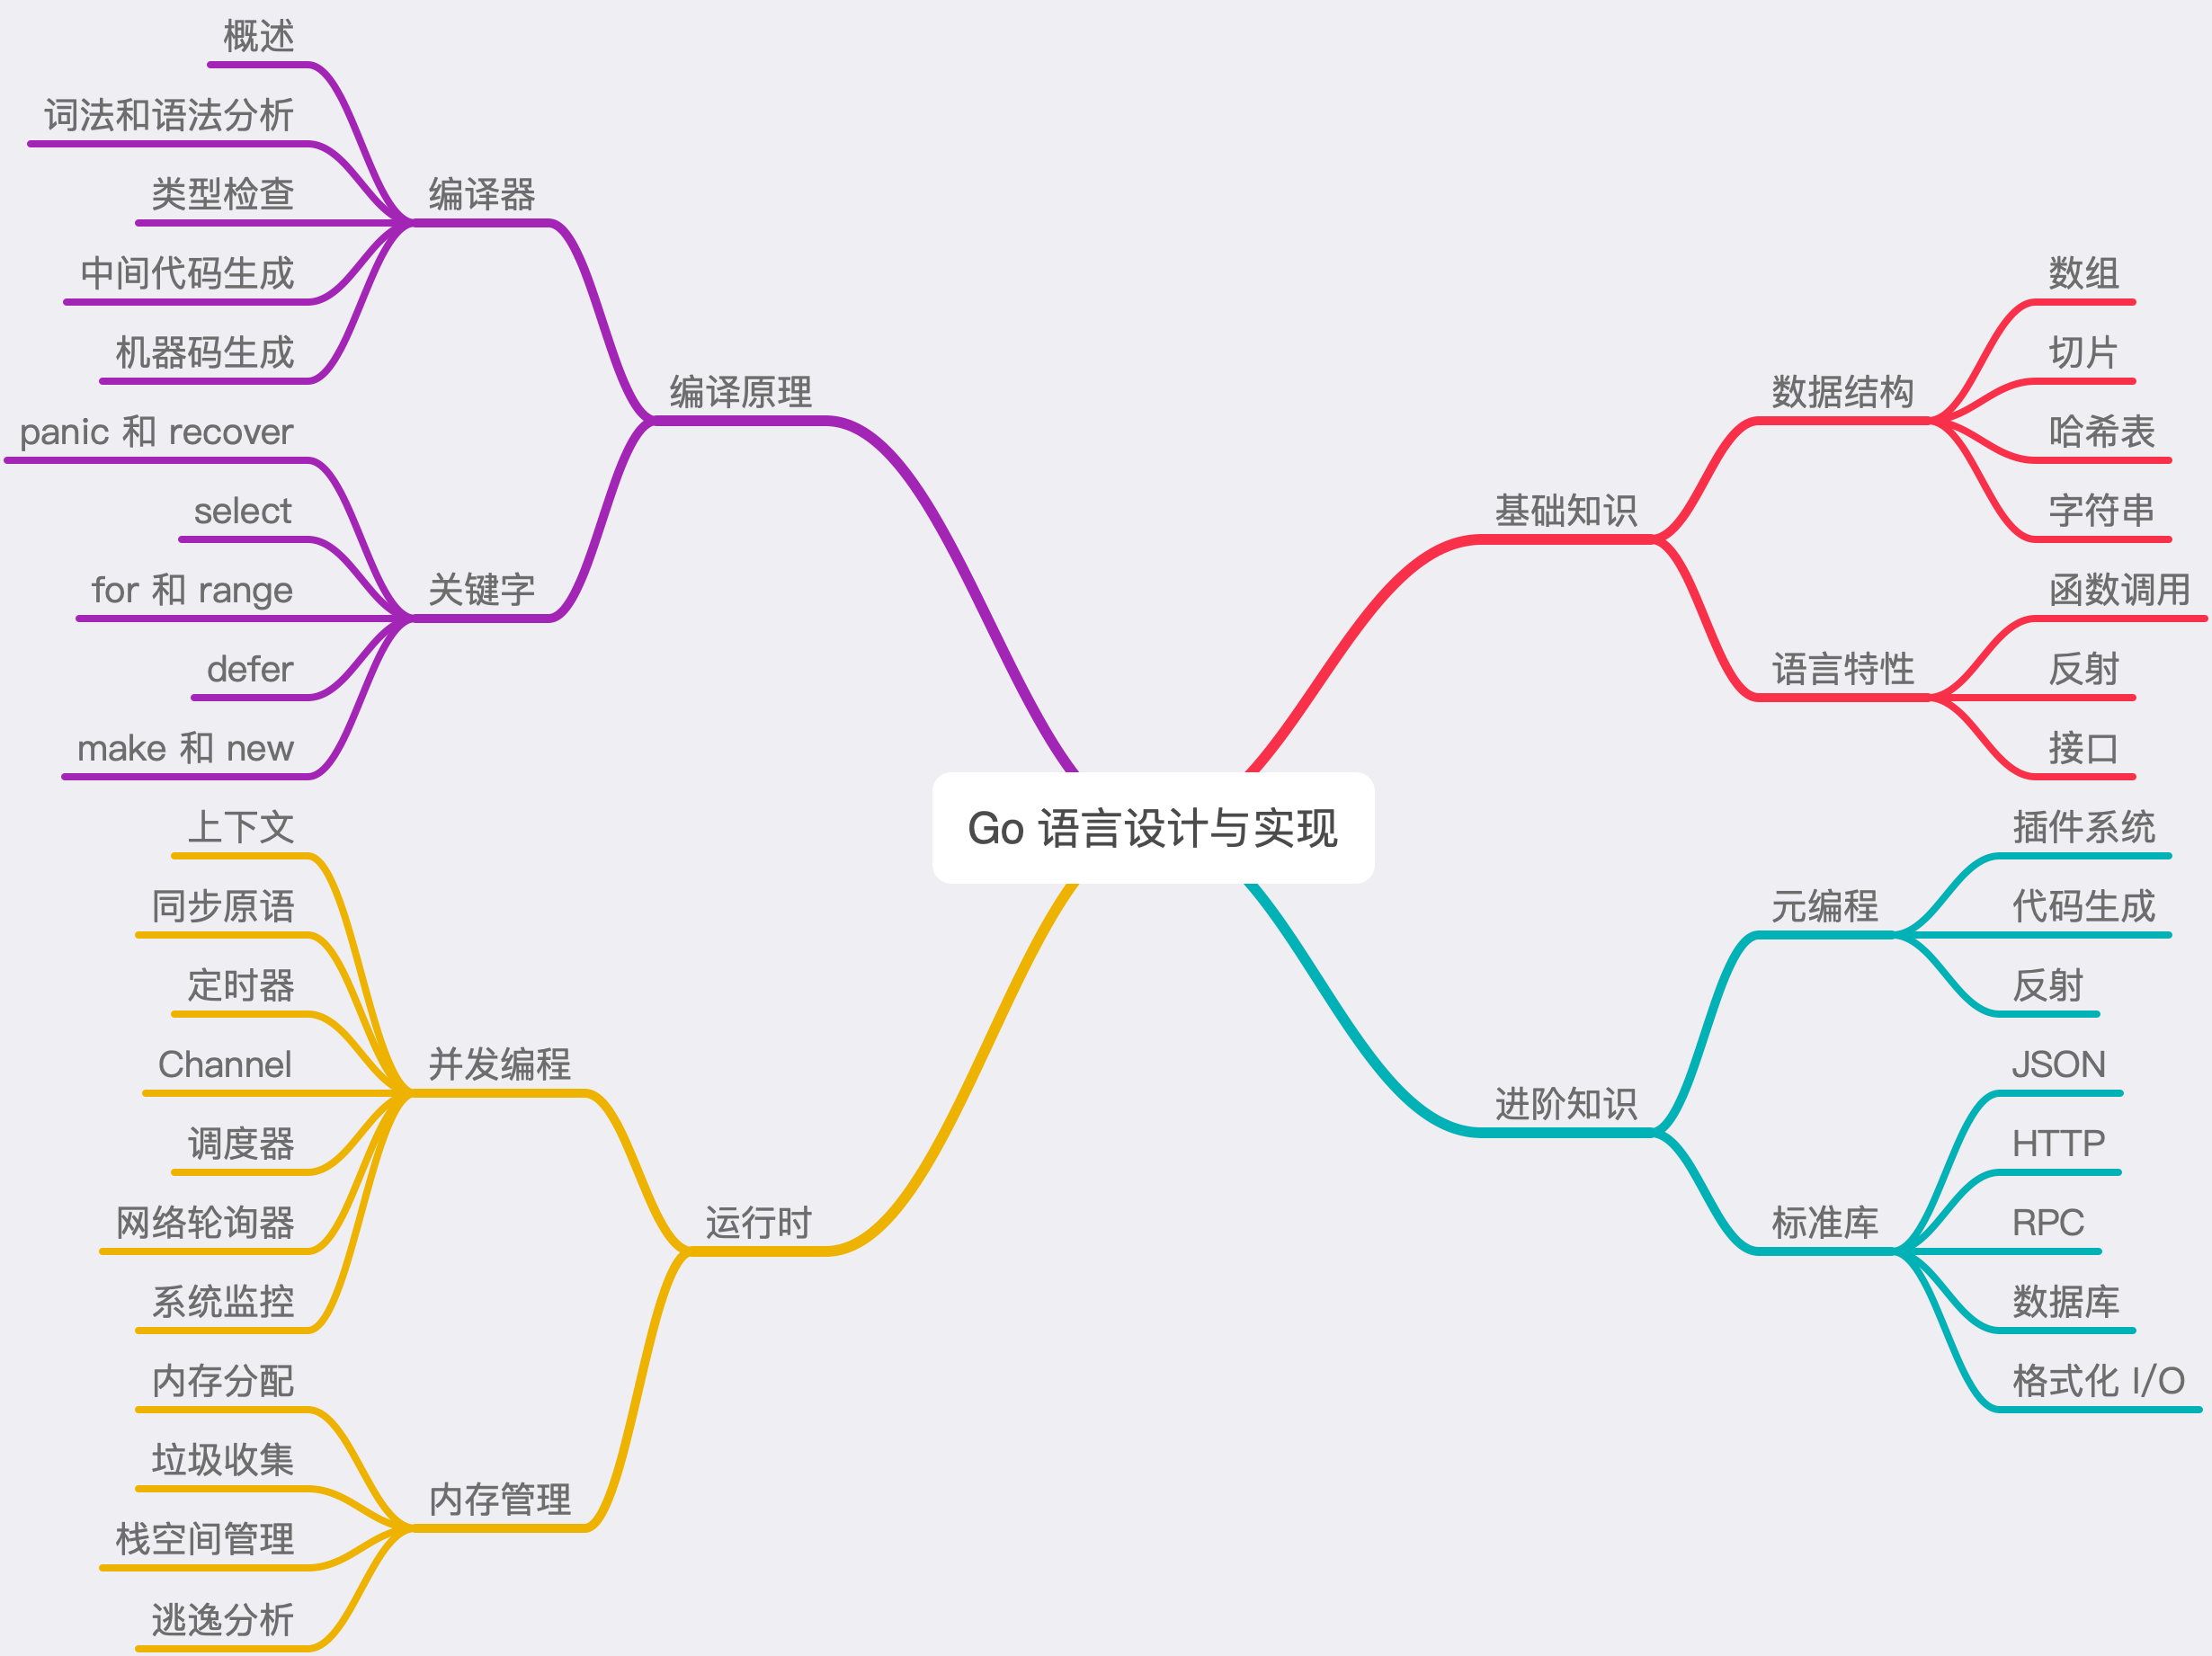 Go 语言设计与实现
编译原理
编译器
概述
词法和语法分析
类型检查
中间代码生成
机器码生成
关键字
panic 和 recover
select
for 和 range
defer
make 和 new
运行时
并发编程
上下文
同步原语
定时器
Channel
调度器
网络轮询器
系统监控
内存管理
内存分配
垃圾收集
栈空间管理
逃逸分析
基础知识
数据结构
数组
切片
哈希表
字符串
语言特性
函数调用
反射
接口
进阶知识
元编程
插件系统
代码生成
反射
标准库
JSON
HTTP
RPC
数据库
格式化 I/O